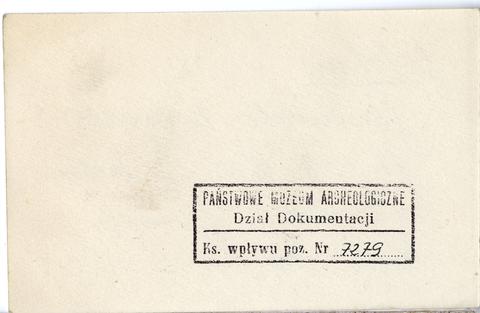 PAŃSTWOWE MUZEUM ARCHEOLOGICZNE
Dział Dokumentacji
Ks. wpływu poz. Nr 7279